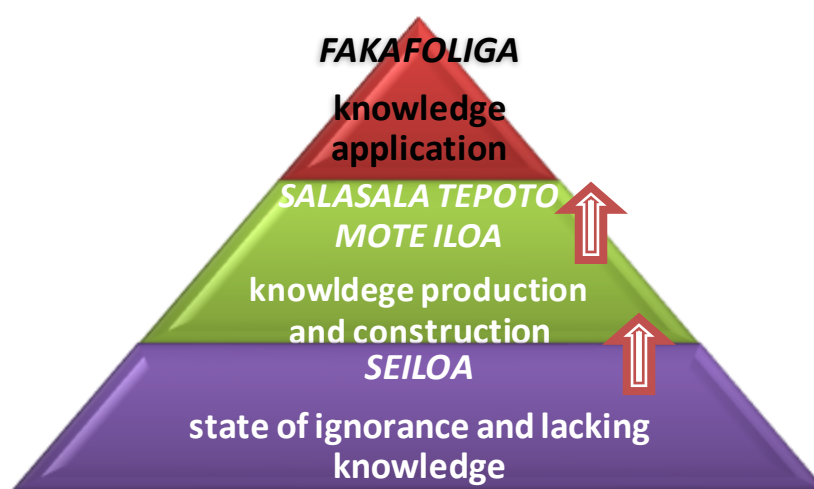 FAKAFOLIGA
knowledge
application
SALASALA TEPOTO
MOTE ILOA
knowldege production
and construction
SEILOA
state of ignorance and lacking
knowledge